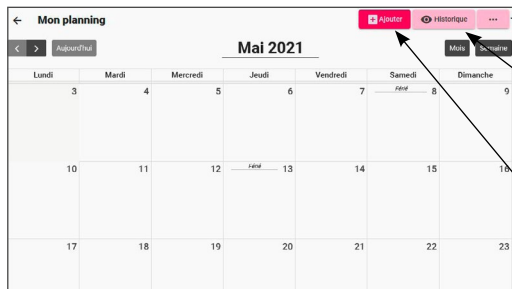 ← Mon planning + Ajouter Historique ...
< > Aujourd'hui Mai 2021 Mois Semaine
Lundi Mardi Mercredi Jeudi Vendredi Samedi Dimanche
3 4 5 6 7 Férié 8 9
10 11 12 Férié 13 14 15 16
17 18 19 20 21 22 23